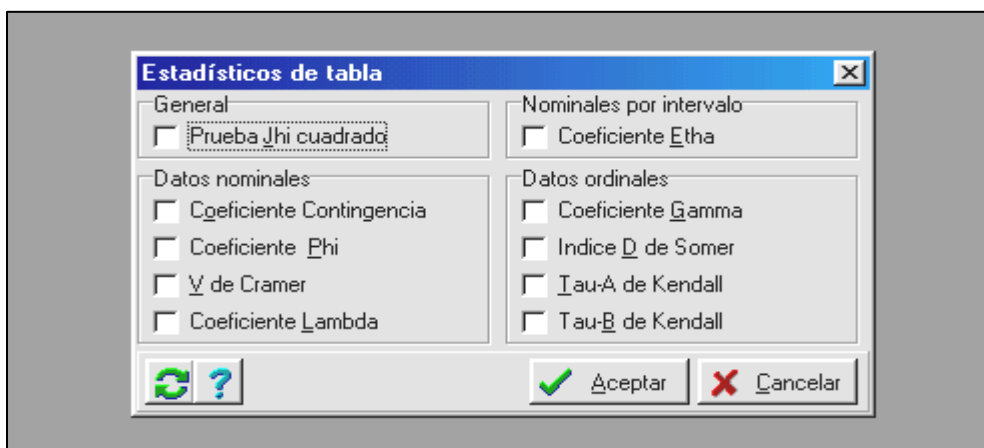 Estadísticos de tabla
General
Prueba Jhi cuadrado
Nominales por intervalo
Coeficiente Etha
Datos nominales
Coeficiente Contingencia
Coeficiente Phi
V de Cramer
Coeficiente Lambda
Datos ordinales
Coeficiente Gamma
Indice D de Somer
Tau-A de Kendall
Tau-B de Kendall
Aceptar
Cancelar